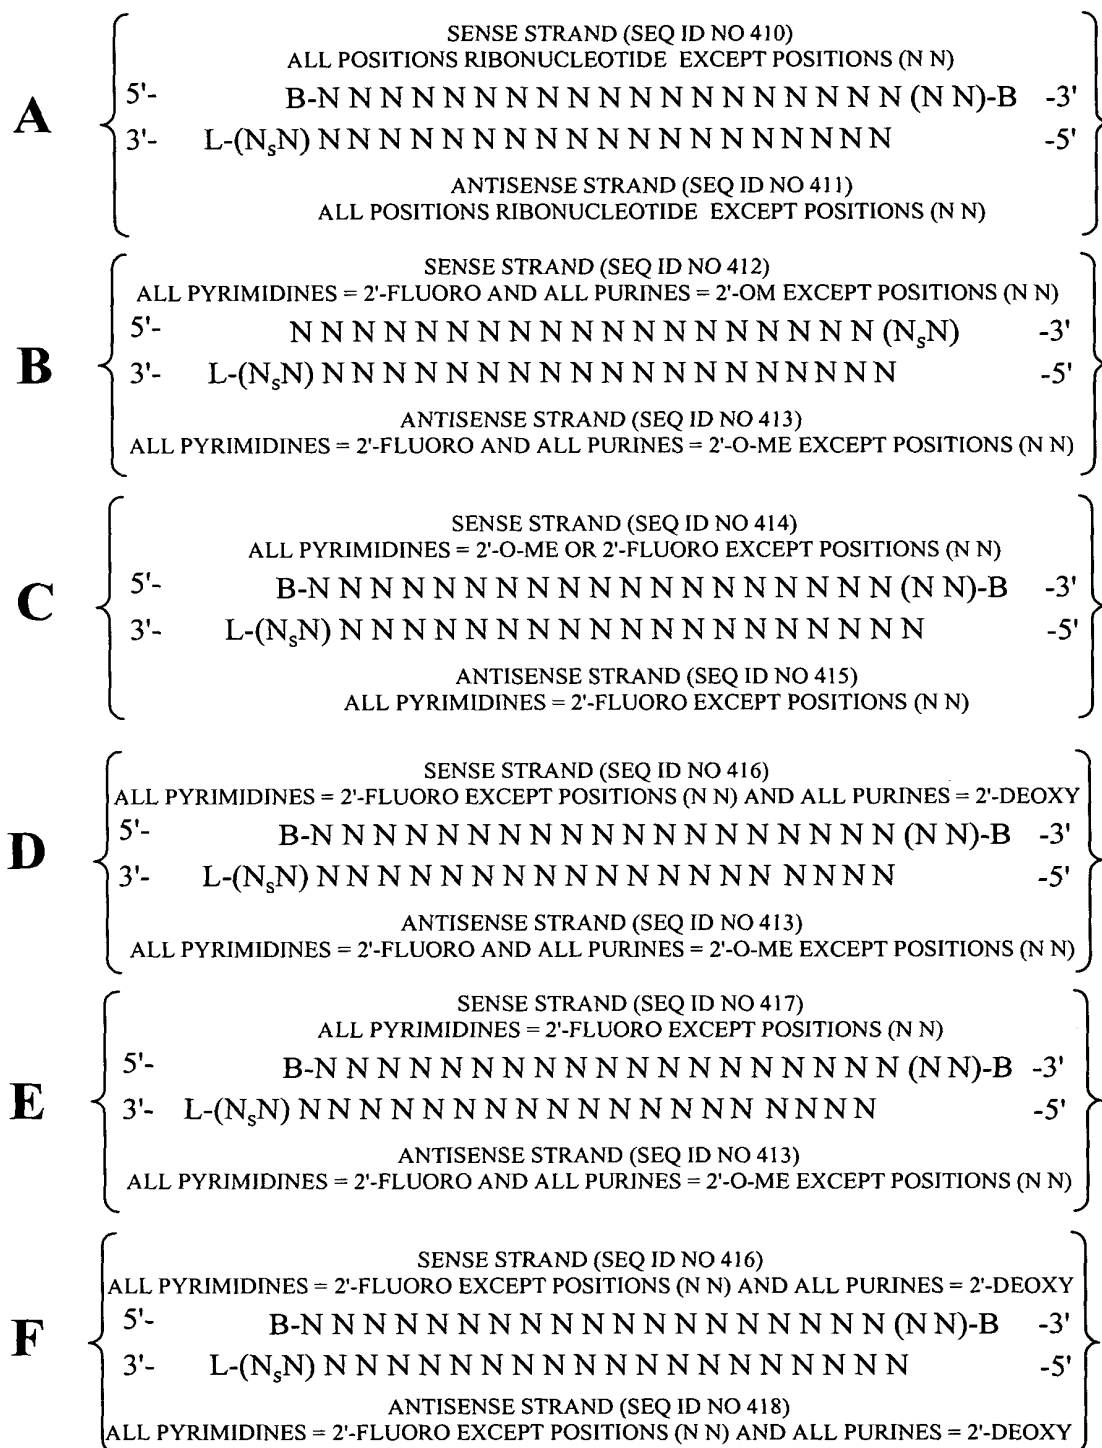 SENSE STRAND (SEQ ID NO 410)
ALL POSITIONS RIBONUCLEOTIDE EXCEPT POSITIONS (N N)
5'- B-N N N N N N N N N N N N N N N N N N N (N N)-B -3'
A
3'- L-(NsN) N N N N N N N N N N N N N N N N N N N -5'
ANTISENSE STRAND (SEQ ID NO 411)
ALL POSITIONS RIBONUCLEOTIDE EXCEPT POSITIONS (N N)
SENSE STRAND (SEQ ID NO 412)
ALL PYRIMIDINES = 2'-FLUORO AND ALL PURINES = 2'-OM EXCEPT POSITIONS (N N)
5'- N N N N N N N N N N N N N N N N N N N (NsN) -3'
B
3'- L-(NsN) N N N N N N N N N N N N N N N N N N N -5'
ANTISENSE STRAND (SEQ ID NO 413)
ALL PYRIMIDINES = 2'-FLUORO AND ALL PURINES = 2'-O-ME EXCEPT POSITIONS (N N)
SENSE STRAND (SEQ ID NO 414)
ALL PYRIMIDINES = 2'-O-ME OR 2'-FLUORO EXCEPT POSITIONS (N N)
5'- B-N N N N N N N N N N N N N N N N N N N (N N)-B -3'
C
3'- L-(NsN) N N N N N N N N N N N N N N N N N N N -5'
ANTISENSE STRAND (SEQ ID NO 415)
ALL PYRIMIDINES = 2'-FLUORO EXCEPT POSITIONS (N N)
SENSE STRAND (SEQ ID NO 416)
ALL PYRIMIDINES = 2'-FLUORO EXCEPT POSITIONS (N N) AND ALL PURINES = 2'-DEOXY
5'- B-N N N N N N N N N N N N N N N N N N N (N N)-B -3'
D
3'- L-(NsN) N N N N N N N N N N N N N N N N N N N -5'
ANTISENSE STRAND (SEQ ID NO 413)
ALL PYRIMIDINES = 2'-FLUORO AND ALL PURINES = 2'-O-ME EXCEPT POSITIONS (N N)
SENSE STRAND (SEQ ID NO 417)
ALL PYRIMIDINES = 2'-FLUORO EXCEPT POSITIONS (N N)
5'- B-N N N N N N N N N N N N N N N N N N N (N N)-B -3'
E
3'- L-(NsN) N N N N N N N N N N N N N N N N N N N -5'
ANTISENSE STRAND (SEQ ID NO 413)
ALL PYRIMIDINES = 2'-FLUORO AND ALL PURINES = 2'-O-ME EXCEPT POSITIONS (N N)
SENSE STRAND (SEQ ID NO 416)
ALL PYRIMIDINES = 2'-FLUORO EXCEPT POSITIONS (N N) AND ALL PURINES = 2'-DEOXY
5'- B-N N N N N N N N N N N N N N N N N N N (N N)-B -3'
F
3'- L-(NsN) N N N N N N N N N N N N N N N N N N N -5'
ANTISENSE STRAND (SEQ ID NO 418)
ALL PYRIMIDINES = 2'-FLUORO EXCEPT POSITIONS (N N) AND ALL PURINES = 2'-DEOXY